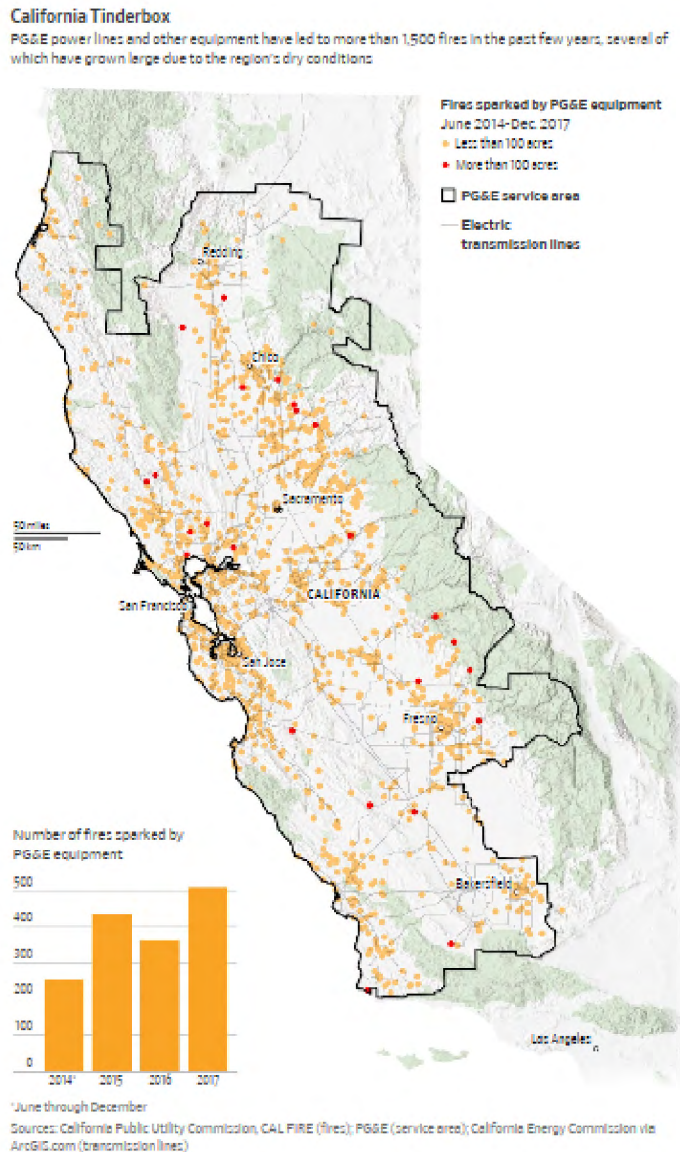 California Tinderbox
PG&E power lines and other equipment have led to more than 1,500 fires in the past few years, several of
which have grown large due to the region's dry conditions
Fires sparked by PG&E equipment
June 2014-Dec. 2017
Less than 100 acres
More than 100 acres
PG&E service area
Electric
transmission lines
Redding
Chico
Sacramento
50 miles
50 km
CALIFORNIA
San Francisco
San Jose
Fresno
Number of fires sparked by
PG&E equipment
500
400
300
200
100
0
2014*
2015
2016
2017
Bakersfield
Los Angeles
*June through December
Sources: California Public Utility Commission, CAL FIRE (fires); PG&E (service area); California Energy Commission via
ArcGIS.com (transmission lines)